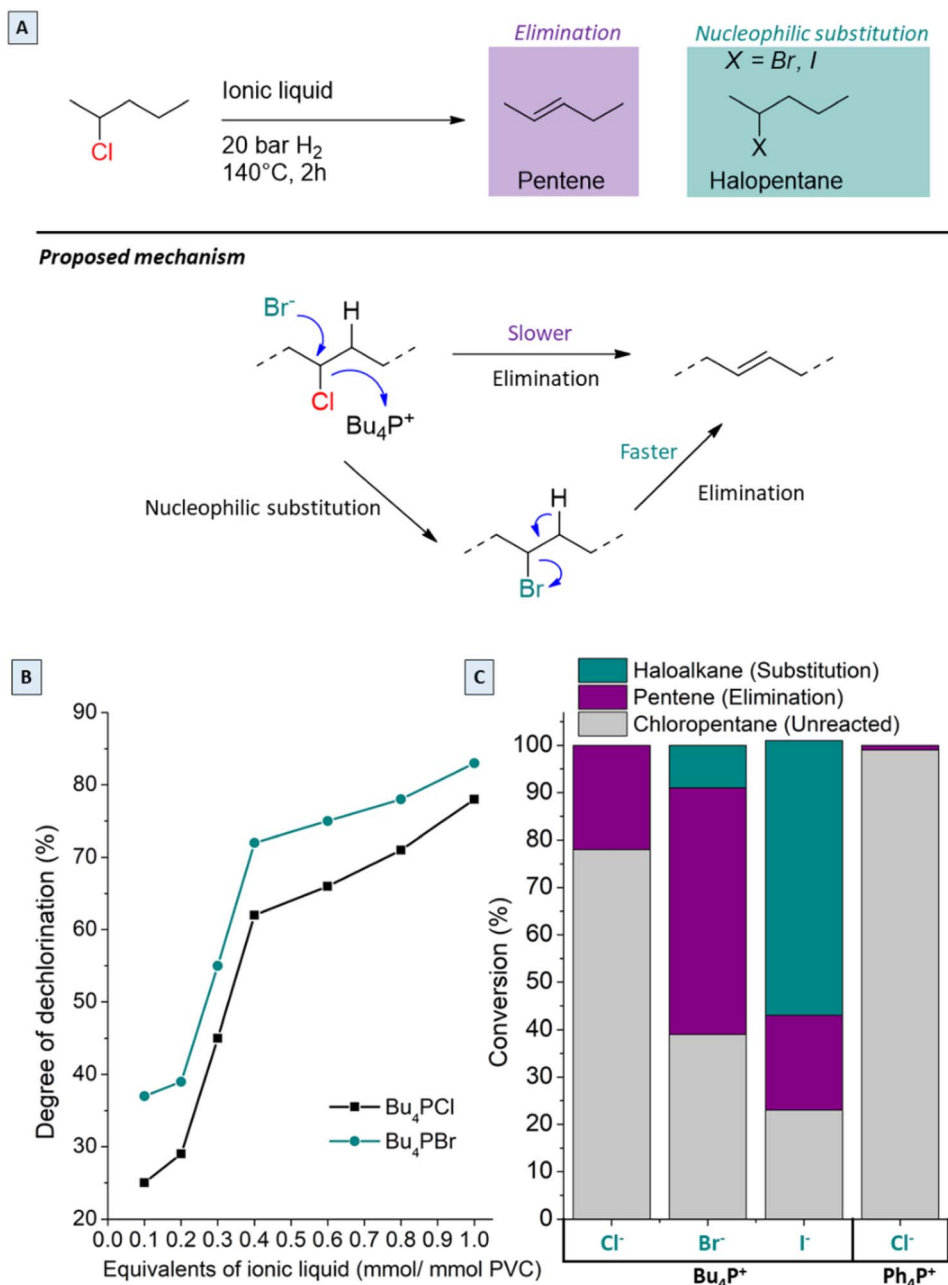 A
Elimination
Nucleophilic substitution
X = Br, I
Ionic liquid
20 bar H₂
140°C, 2h
Cl
X
Pentene
Halopentane
Proposed mechanism
Br⁻
H
Slower
Elimination
Cl
Bu₄P⁺
Faster
Nucleophilic substitution
H
Elimination
Br
B
Degree of dechlorination (%)
90
80
70
60
50
40
30
20
Bu₄PCl
Bu₄PBr
0.0 0.1 0.2 0.3 0.4 0.5 0.6 0.7 0.8 0.9 1.0
Equivalents of ionic liquid (mmol/ mmol PVC)
C
Haloalkane (Substitution)
Pentene (Elimination)
Chloropentane (Unreacted)
Conversion (%)
100
90
80
70
60
50
40
30
20
10
0
Cl⁻ Br⁻ I⁻ Cl⁻
Bu₄P⁺ Ph₄P⁺